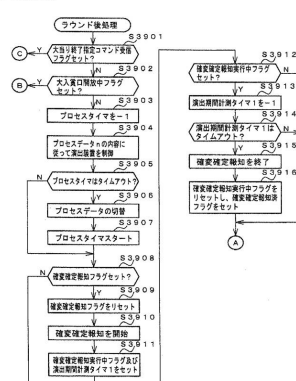 ラウンド後処理
S3901
大当り終了指定コマンド受信
フラグセット?
Y
C
N
S3902
大入賞口開放中フラグ
セット?
Y
B
N
S3903
プロセスタイマを－1
S3904
プロセスデータnの内容に
従って演出装置を制御
S3905
プロセスタイマはタイムアウト?
N
Y
S3906
プロセスデータの切替
S3907
プロセスタイマスタート
S3908
確変確定報知フラグセット?
N
Y
S3909
確変確定報知フラグをリセット
S3910
確変確定報知を開始
S3911
確変確定報知実行中フラグ及び
演出期間計測タイマ1をセット
S3912
確変確定報知実行中フラグ
セット?
N
Y
S3913
演出期間計測タイマ1を－1
S3914
演出期間計測タイマ1は
タイムアウト?
N
Y
S3915
確変確定報知を終了
S3916
確変確定報知実行中フラグを
リセットし、確変確定報知済
フラグをセット
A